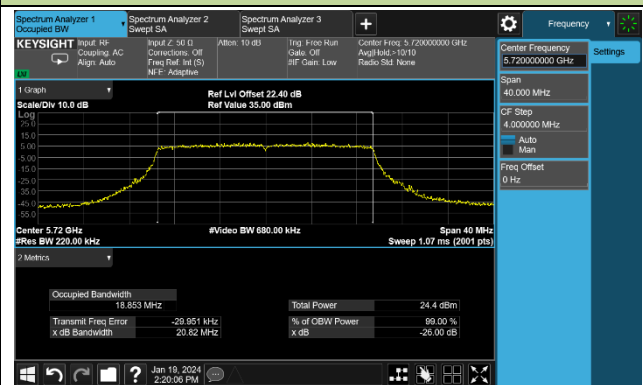 Spectrum Analyzer 1
Occupied BW
Spectrum Analyzer 2
Swept SA
Spectrum Analyzer 3
Swept SA
Frequency
KEYSIGHT
Input: RF
Coupling: AC
Align: Auto
Input Z: 50 Ω
Corrections: Off
Freq Ref: Int (S)
NFE: Adaptive
Atten: 10 dB
Trig: Free Run
Gate: Off
#IF Gain: Low
Center Freq: 5.720000000 GHz
Avg|Hold:>10/10
Radio Std: None
Center Frequency
5.720000000 GHz
Settings
Span
40.000 MHz
CF Step
4.000000 MHz
Auto
Man
Freq Offset
0 Hz
1 Graph
Scale/Div 10.0 dB
Ref Lvl Offset 22.40 dB
Ref Value 35.00 dBm
Log
25.0
15.0
5.00
-5.00
-15.0
-25.0
-35.0
-45.0
-55.0
Center 5.72 GHz
#Res BW 220.00 kHz
#Video BW 680.00 kHz
Span 40 MHz
Sweep 1.07 ms (2001 pts)
2 Metrics
Occupied Bandwidth
18.853 MHz
Total Power 24.4 dBm
Transmit Freq Error -29.951 kHz
% of OBW Power 99.00 %
x dB Bandwidth 20.82 MHz
x dB -26.00 dB
Jan 19, 2024
2:20:06 PM